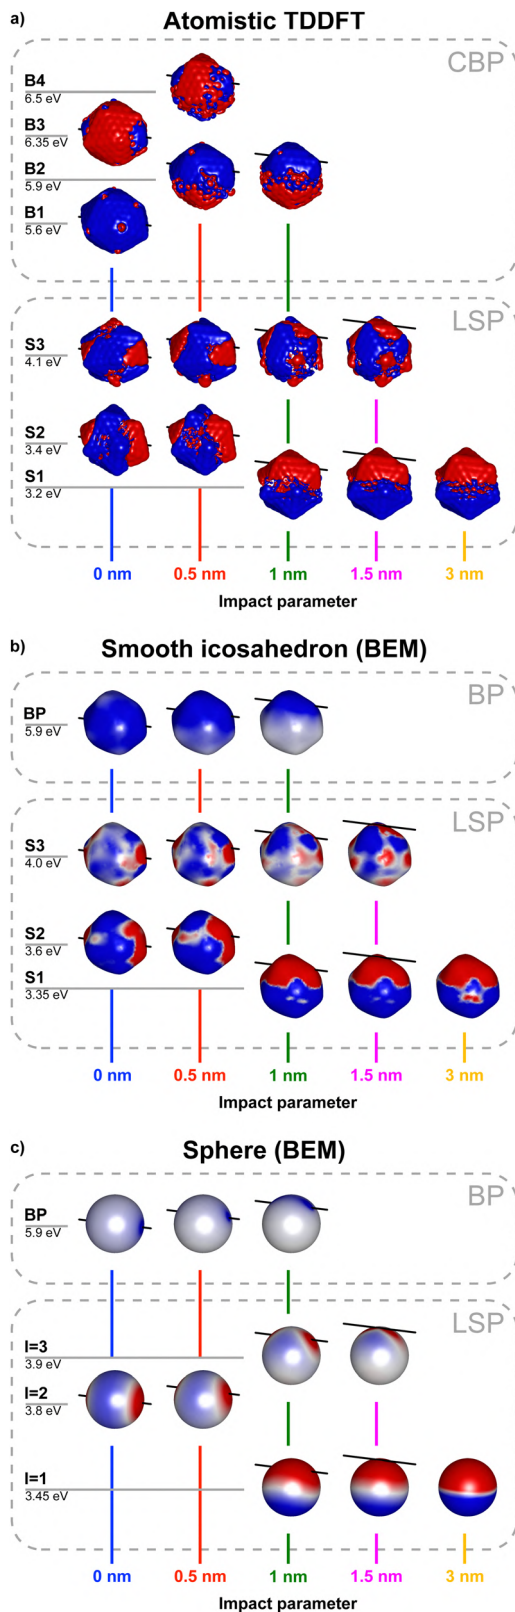 a)
Atomistic TDDFT
CBP
B4
6.5 eV
B3
6.35 eV
B2
5.9 eV
B1
5.6 eV
LSP
S3
4.1 eV
S2
3.4 eV
S1
3.2 eV
0 nm 0.5 nm 1 nm 1.5 nm 3 nm
Impact parameter
b)
Smooth icosahedron (BEM)
BP
BP
5.9 eV
LSP
S3
4.0 eV
S2
3.6 eV
S1
3.35 eV
0 nm 0.5 nm 1 nm 1.5 nm 3 nm
Impact parameter
c)
Sphere (BEM)
BP
BP
5.9 eV
LSP
l=3
3.9 eV
l=2
3.8 eV
l=1
3.45 eV
0 nm 0.5 nm 1 nm 1.5 nm 3 nm
Impact parameter